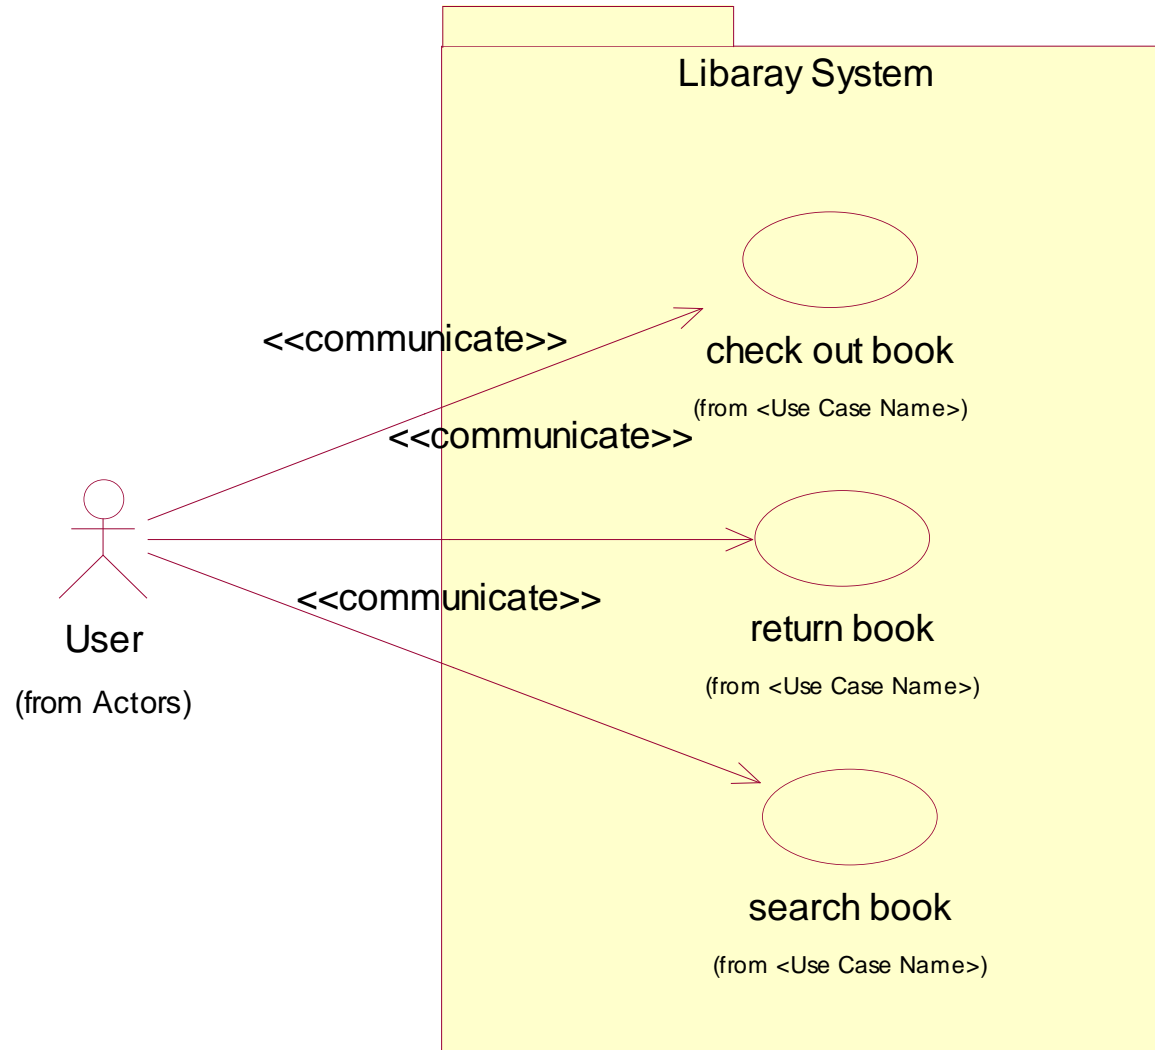 Libaray System
<<communicate>>
check out book
(from <Use Case Name>)
<<communicate>>
User
(from Actors)
return book
(from <Use Case Name>)
<<communicate>>
search book
(from <Use Case Name>)